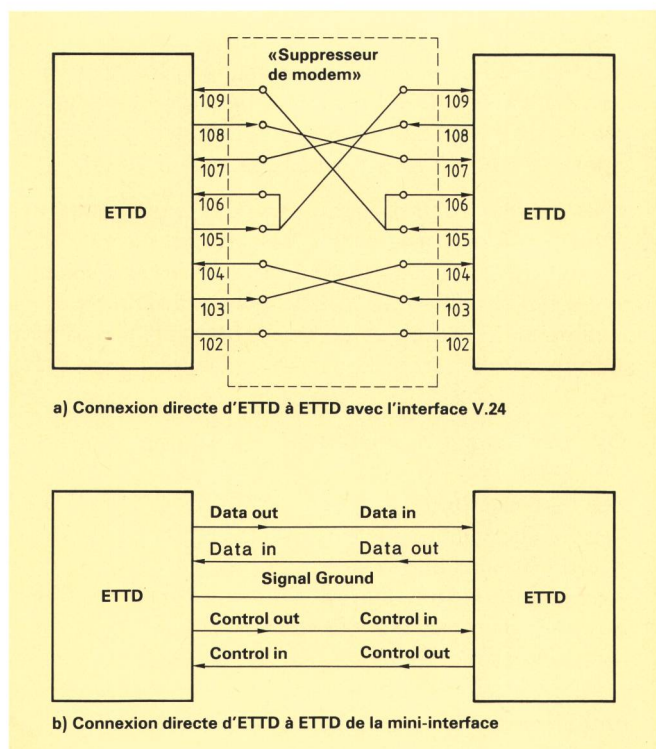 «Suppresseur
de modem»
109 109
108 108
107 107
106 106
ETTD ETTD
105 105
104 104
103 103
102 102
a) Connexion directe d'ETTD à ETTD avec l'interface V.24
Data out Data in
Data in Data out
Signal Ground
ETTD ETTD
Control out Control in
Control in Control out
b) Connexion directe d'ETTD à ETTD de la mini-interface